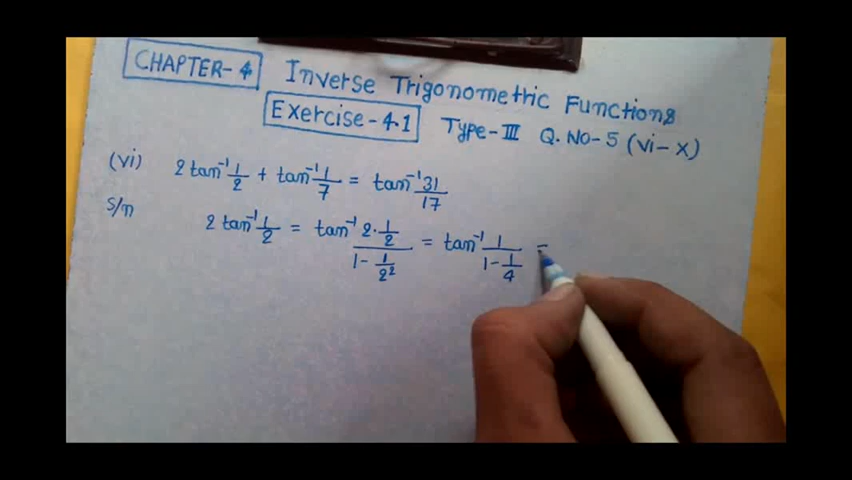 CHAPTER-4 Inverse Trigonometric Functions
Exercise-4.1 Type-III Q.NO-5 (vi-x)
(vi) 2 tan⁻¹ 1/2 + tan⁻¹ 1/7 = tan⁻¹ 31/17
S/n 2 tan⁻¹ 1/2 = tan⁻¹ (2·1/2)/(1 - 1/2²) = tan⁻¹ 1/(1 - 1/4) =